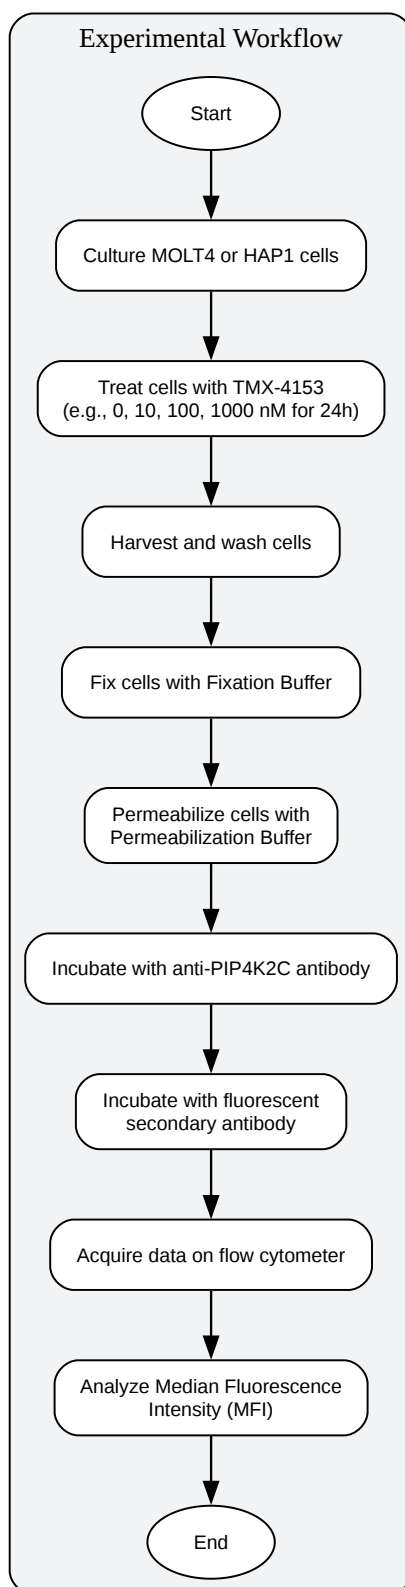 Experimental Workflow
Start
Culture MOLT4 or HAP1 cells
Treat cells with TMX-4153
(e.g., 0, 10, 100, 1000 nM for 24h)
Harvest and wash cells
Fix cells with Fixation Buffer
Permeabilize cells with
Permeabilization Buffer
Incubate with anti-PIP4K2C antibody
Incubate with fluorescent
secondary antibody
Acquire data on flow cytometer
Analyze Median Fluorescence
Intensity (MFI)
End